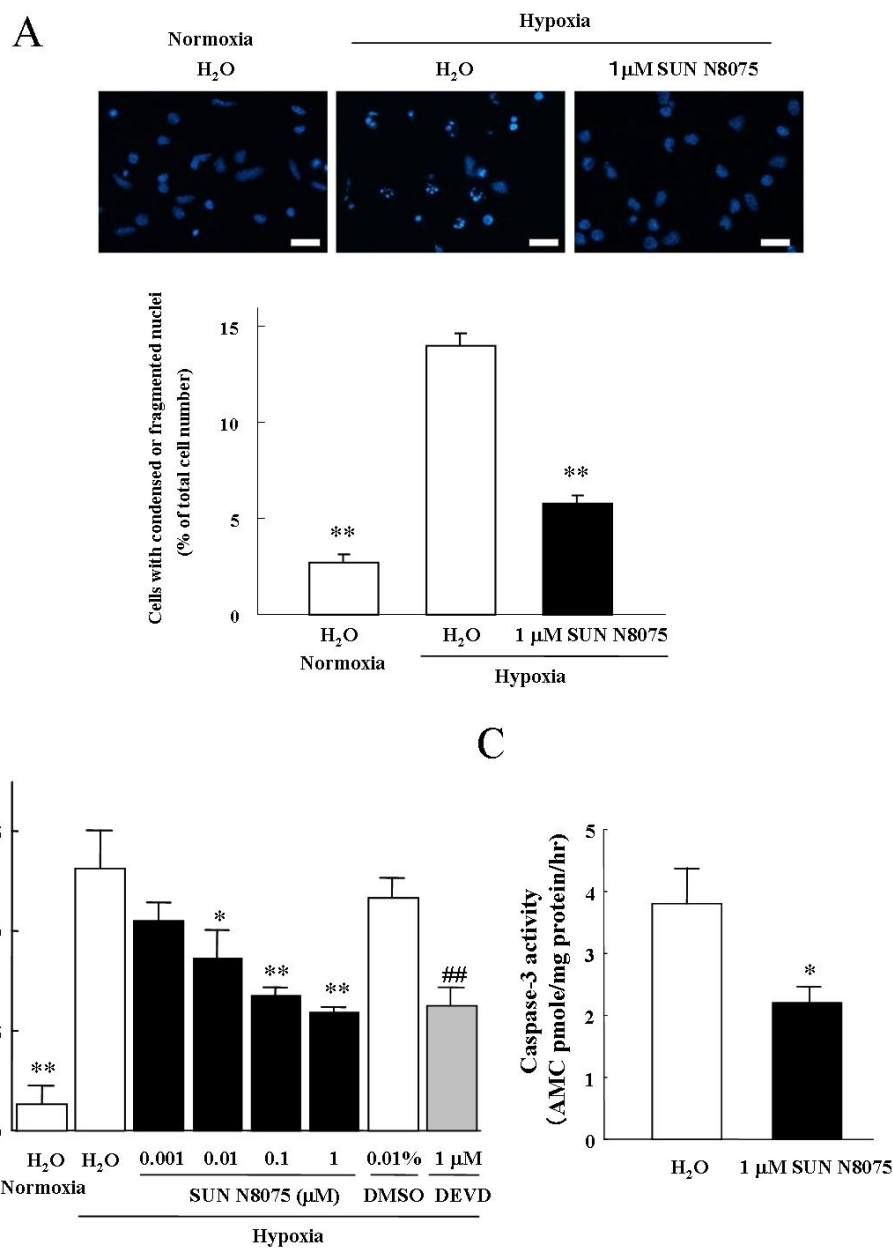 A
Normoxia
Hypoxia
H₂O
H₂O
1μM SUN N8075
Cells with condensed or fragmented nuclei
(% of total cell number)
15
10
5
0
**
**
H₂O
H₂O
1 μM SUN N8075
Normoxia
Hypoxia
C
**
*
**
**
##
H₂O
H₂O
0.001
0.01
0.1
1
0.01%
1 μM
Normoxia
SUN N8075 (μM)
DMSO
DEVD
Hypoxia
Caspase-3 activity
(AMC pmole/mg protein/hr)
5
4
3
2
1
0
*
H₂O
1 μM SUN N8075